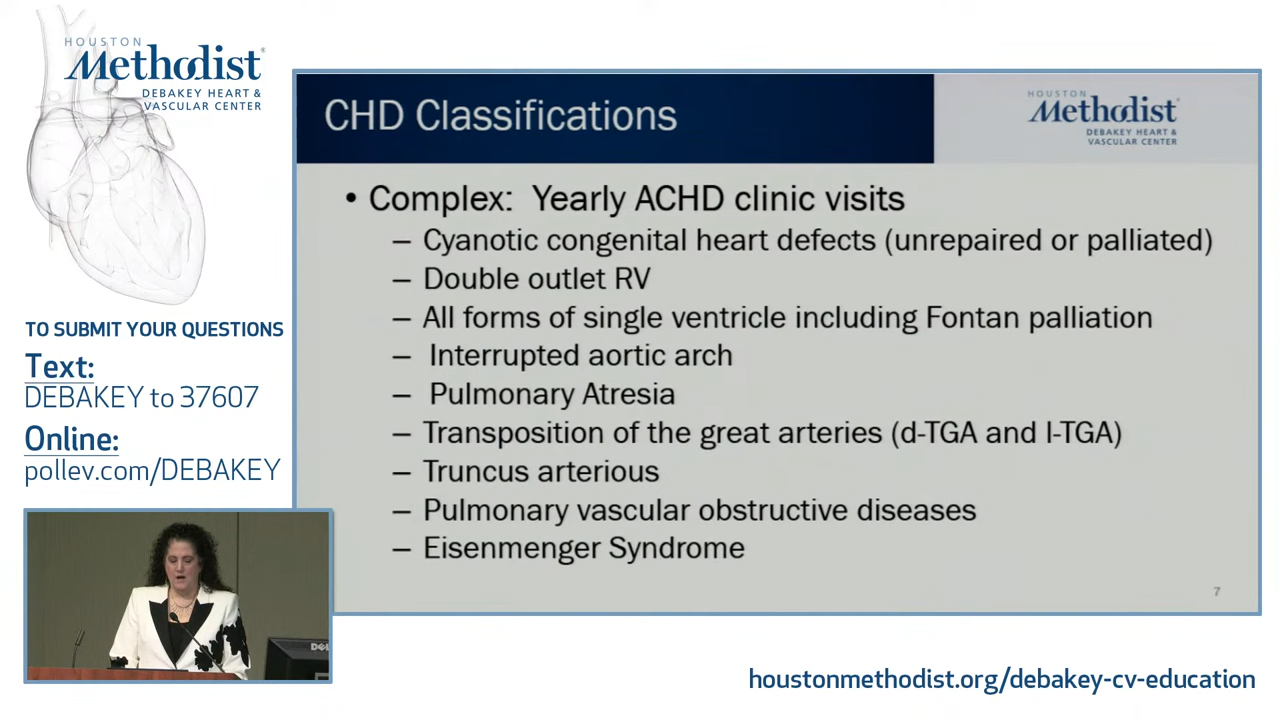 HOUSTON
Methodist®
DEBAKEY HEART &
VASCULAR CENTER
TO SUBMIT YOUR QUESTIONS
Text:
DEBAKEY to 37607
Online:
pollev.com/DEBAKEY
CHD Classifications
HOUSTON
Methodist®
DEBAKEY HEART &
VASCULAR CENTER
• Complex: Yearly ACHD clinic visits
– Cyanotic congenital heart defects (unrepaired or palliated)
– Double outlet RV
– All forms of single ventricle including Fontan palliation
– Interrupted aortic arch
– Pulmonary Atresia
– Transposition of the great arteries (d-TGA and l-TGA)
– Truncus arterious
– Pulmonary vascular obstructive diseases
– Eisenmenger Syndrome
7
DELL
houstonmethodist.org/debakey-cv-education